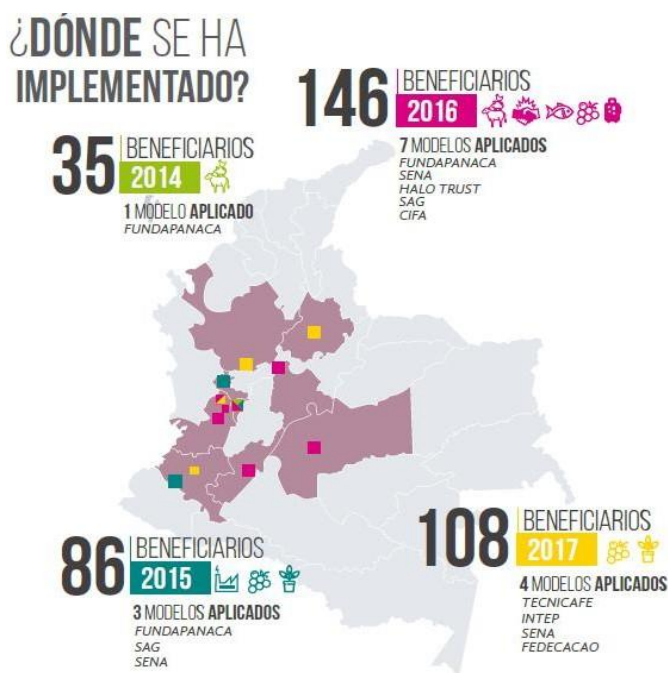 ¿DÓNDE SE HA
IMPLEMENTADO?
35 BENEFICIARIOS
2014
1 MODELO APLICADO
FUNDAPANACA
146 BENEFICIARIOS
2016
7 MODELOS APLICADOS
FUNDAPANACA
SENA
HALO TRUST
SAG
CIFA
86 BENEFICIARIOS
2015
3 MODELOS APLICADOS
FUNDAPANACA
SAG
SENA
108 BENEFICIARIOS
2017
4 MODELOS APLICADOS
TECNICAFE
INTEP
SENA
FEDECACAO